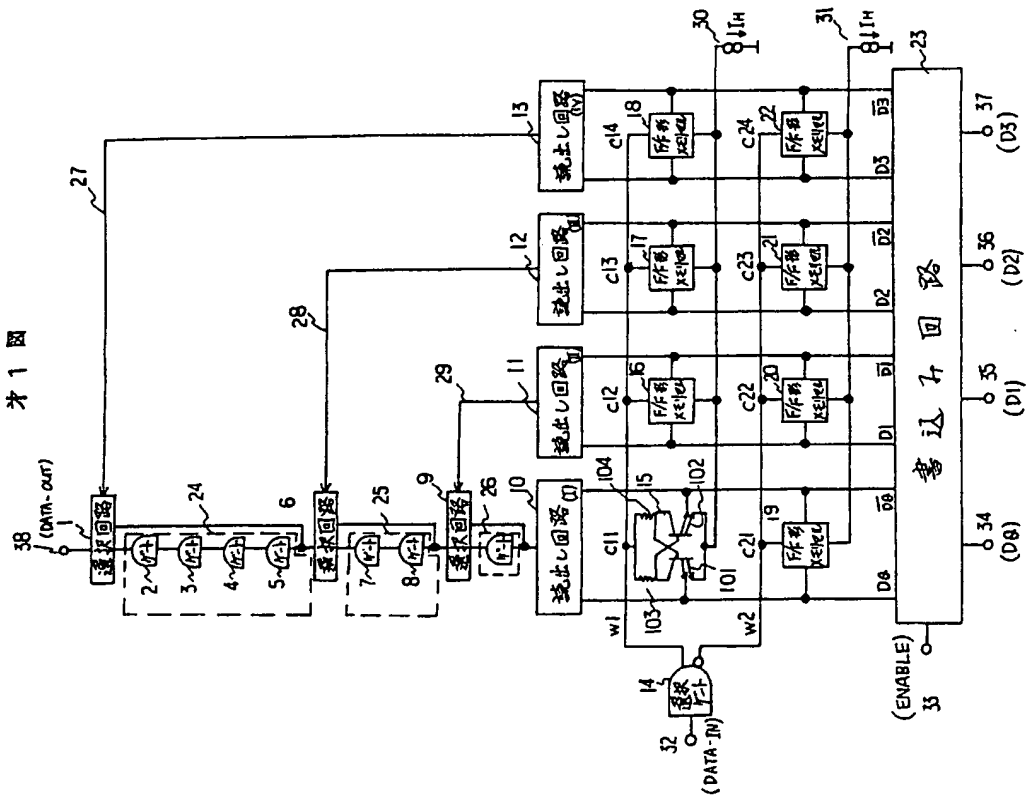 才1図
38
(DATA-OUT)
1
選択回路
27
24
2
ゲート
3
ゲート
4
ゲート
5
ゲート
6
選択回路
28
25
7
ゲート
8
ゲート
9
選択回路
29
26
ゲート
10
読出し回路(I)
11
読出し回路(II)
12
読出し回路(III)
13
読出し回路(IV)
W1
C11
103
104
15
101
102
C12
16
F/F形
メモリセル
C13
17
F/F形
メモリセル
C14
18
F/F形
メモリセル
30
IH
14
選択
ゲート
32
(DATA-IN)
W2
C21
19
F/F形
メモリセル
C22
20
F/F形
メモリセル
C23
21
F/F形
メモリセル
C24
22
F/F形
メモリセル
31
IH
D0
D0
D1
D1
D2
D2
D3
D3
書込み回路
23
(ENABLE)
33
34
(D0)
35
(D1)
36
(D2)
37
(D3)